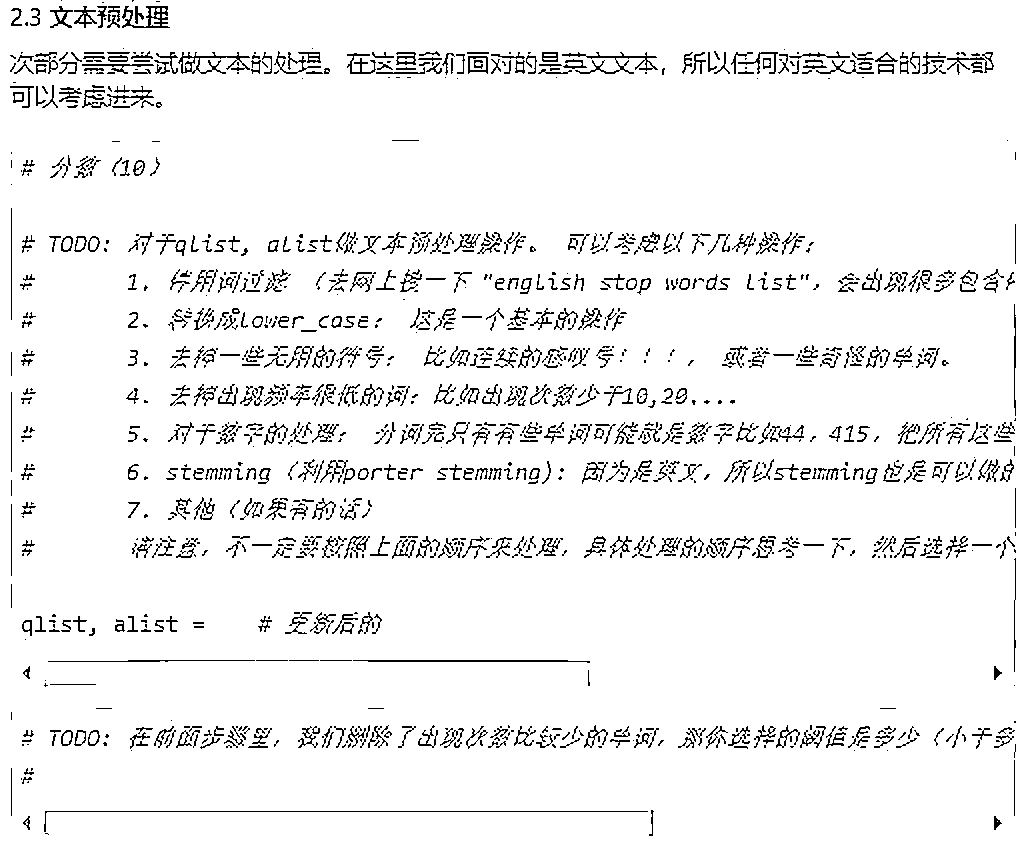 2.3 文本预处理
次部分需要尝试做文本的处理。在这里我们面对的是英文文本，所以任何对英文适合的技术都
可以考虑进来。
# 分数（10）
# TODO: 对于qlist, alist做文本预处理操作。 可以考虑以下几种操作：
# 1. 停用词过滤 （去网上搜一下 "english stop words list"，会出现很多包含
# 2. 转换成lower_case： 这是一个基本的操作
# 3. 去掉一些无用的符号： 比如连续的感叹号！！！， 或者一些奇怪的单词。
# 4. 去掉出现频率很低的词：比如出现次数少于10,20....
# 5. 对于数字的处理： 分词完只有有些单词可能就是数字比如44，415，把所有这些
# 6. stemming（利用porter stemming): 因为是英文，所以stemming也是可以做的
# 7. 其他（如果有的话）
# 请注意，不一定要按照上面的顺序来处理，具体处理的顺序思考一下，然后选择一个
qlist, alist = # 更新后的
# TODO: 在前面步骤里，我们删除了出现次数比较少的单词，那你选择的阈值是多少（小于多
#